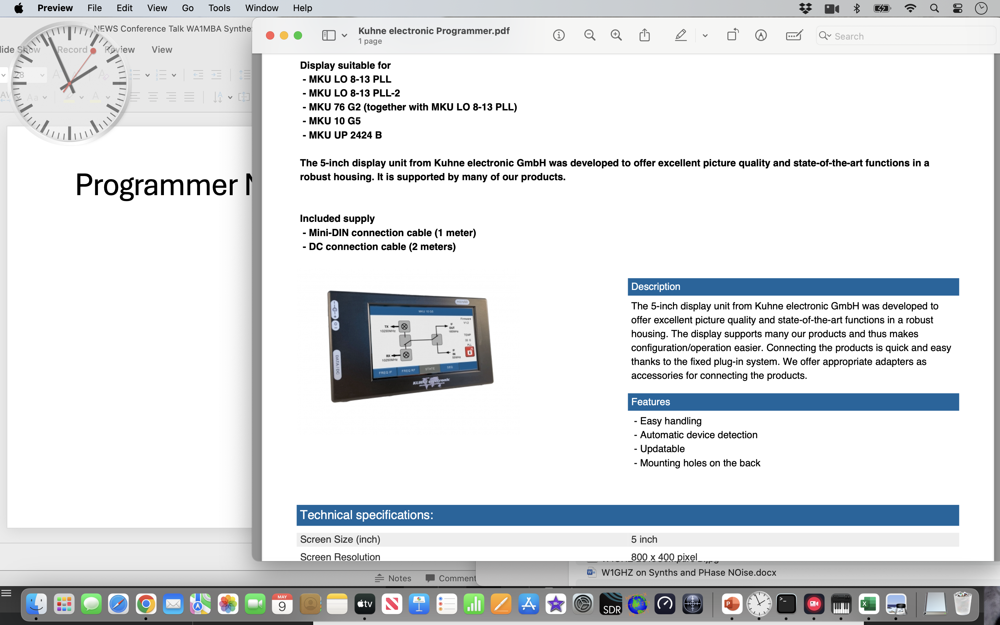 Preview File Edit View Go Tools Window Help
NEWS Conference Talk WA1MBA Synthe
lide Show Record Review View
28
Aa
Programmer
Kuhne electronic Programmer.pdf
1 page
Search
Display suitable for
- MKU LO 8-13 PLL
- MKU LO 8-13 PLL-2
- MKU 76 G2 (together with MKU LO 8-13 PLL)
- MKU 10 G5
- MKU UP 2424 B
The 5-inch display unit from Kuhne electronic GmbH was developed to offer excellent picture quality and state-of-the-art functions in a
robust housing. It is supported by many of our products.
Included supply
- Mini-DIN connection cable (1 meter)
- DC connection cable (2 meters)
microSD
MKU 10 G5
Firmware
V1.2
TX
10250MHz
IF
OUT
185MHz
TEMP
33 C
PLL
RX
10250MHz
IF
IN
55MHz
DATA/DC
FREQ IF FREQ RF STATE SEQ
KUHNE electronic
Description
The 5-inch display unit from Kuhne electronic GmbH was developed to
offer excellent picture quality and state-of-the-art functions in a robust
housing. The display supports many our products and thus makes
configuration/operation easier. Connecting the products is quick and easy
thanks to the fixed plug-in system. We offer appropriate adapters as
accessories for connecting the products.
Features
- Easy handling
- Automatic device detection
- Updatable
- Mounting holes on the back
Technical specifications:
Screen Size (inch) 5 inch
Screen Resolution 800 x 400 pixel
W1GHZ on Synths and PHase NOise.docx
Notes Comment
MAY
9
tv
SDR